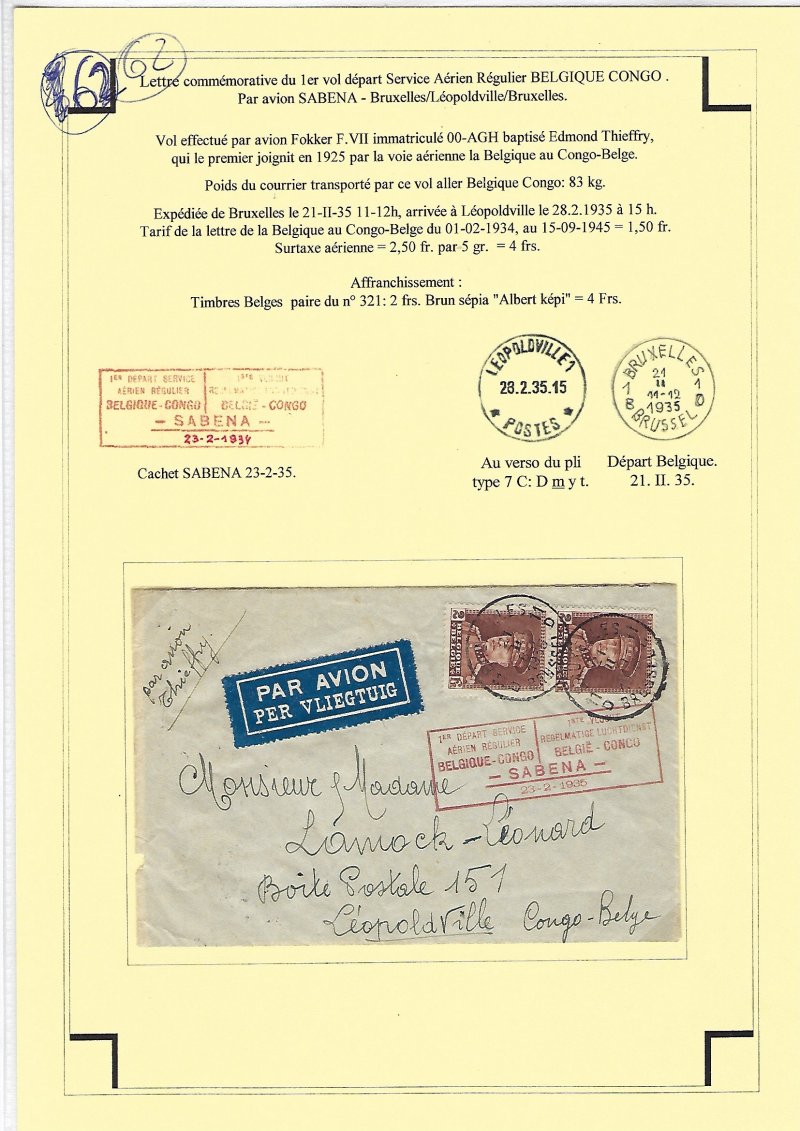 62
62
Lettre commémorative du 1er vol départ Service Aérien Régulier BELGIQUE CONGO .
Par avion SABENA - Bruxelles/Léopoldville/Bruxelles.
Vol effectué par avion Fokker F.VII immatriculé 00-AGH baptisé Edmond Thieffry,
qui le premier joignit en 1925 par la voie aérienne la Belgique au Congo-Belge.
Poids du courrier transporté par ce vol aller Belgique Congo: 83 kg.
Expédiée de Bruxelles le 21-II-35 11-12h, arrivée à Léopoldville le 28.2.1935 à 15 h.
Tarif de la lettre de la Belgique au Congo-Belge du 01-02-1934, au 15-09-1945 = 1,50 fr.
Surtaxe aérienne = 2,50 fr. par 5 gr. = 4 frs.
Affranchissement :
Timbres Belges paire du n° 321: 2 frs. Brun sépia "Albert képi" = 4 Frs.
1ER DÉPART SERVICE
AÉRIEN RÉGULIER
BELGIQUE-CONGO
BELGIË - CONGO
- SABENA -
23-2-1934
Cachet SABENA 23-2-35.
LEOPOLDVILLE 1
28.2.35.15
* POSTES *
Au verso du pli
type 7 C: D m y t.
BRUXELLES
21
II
1 11-12 1
B 1935 D
BRUSSEL
Départ Belgique.
21. II. 35.
par avion
Thieffry.
PAR AVION
PER VLIEGTUIG
1ER DÉPART SERVICE
AÉRIEN RÉGULIER
BELGIQUE-CONGO
1STE
REGELMATIGE LUCHTDIENST
BELGIË - CONGO
- SABENA -
23-2-1935
Monsieur & Madame
Lamock-Léonard
Boite Postale 151
Léopoldville Congo-Belge